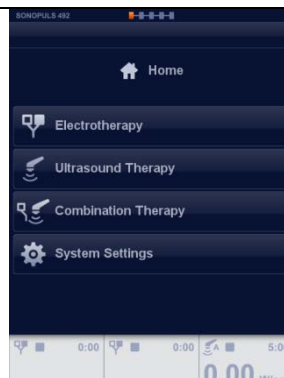 SONOPULS 492
Home
Electrotherapy
Ultrasound Therapy
Combination Therapy
System Settings
0:00 0:00 A 5:0
0.00